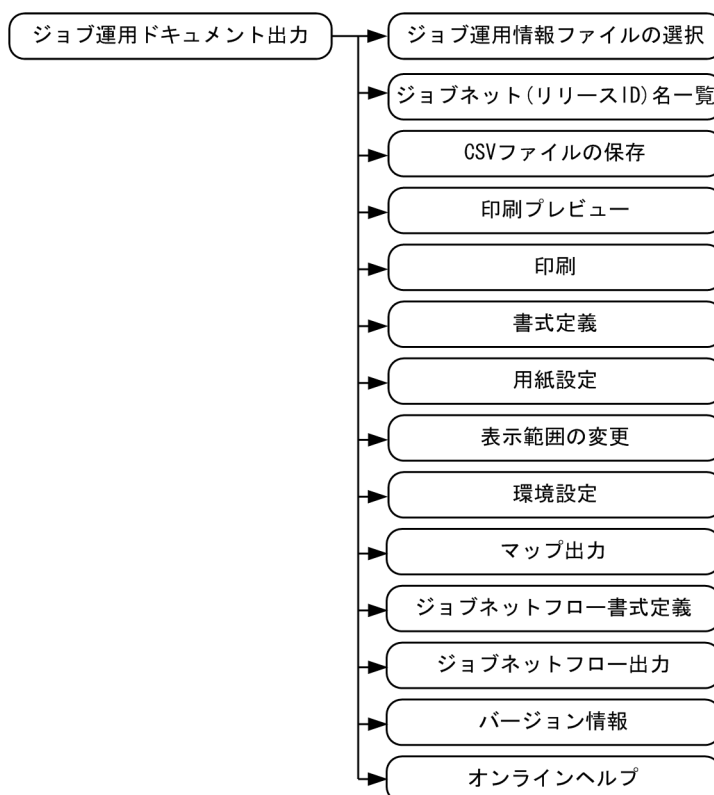 ジョブ運用ドキュメント出力
ジョブ運用情報ファイルの選択
ジョブネット(リリースID)名一覧
CSVファイルの保存
印刷プレビュー
印刷
書式定義
用紙設定
表示範囲の変更
環境設定
マップ出力
ジョブネットフロー書式定義
ジョブネットフロー出力
バージョン情報
オンラインヘルプ